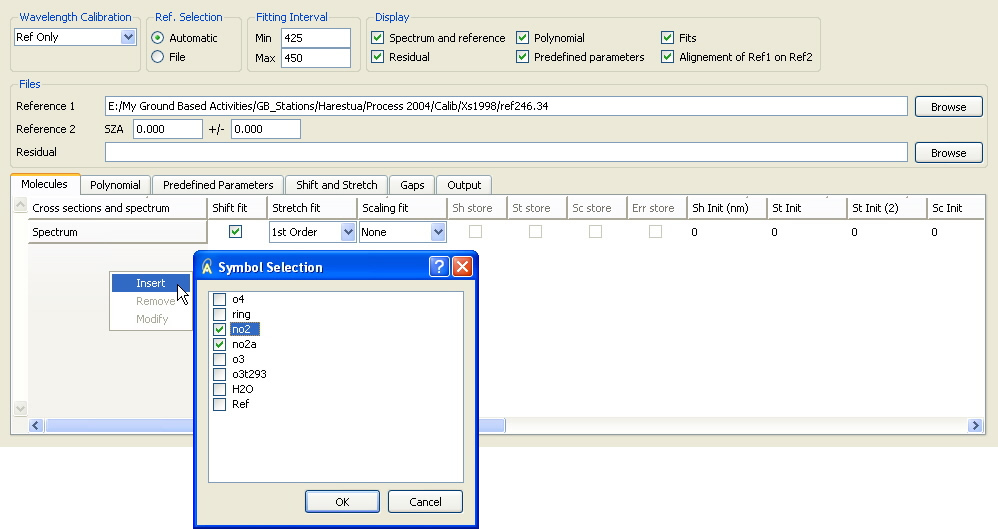 Wavelength Calibration Ref. Selection Fitting Interval Display
Ref Only Automatic Min 425 Spectrum and reference Polynomial Fits
File Max 450 Residual Predefined parameters Alignement of Ref1 on Ref2
Files
Reference 1 E:/My Ground Based Activities/GB_Stations/Harestua/Process 2004/Calib/Xs1998/ref246.34 Browse
Reference 2 SZA 0.000 +/- 0.000
Residual Browse
Molecules Polynomial Predefined Parameters Shift and Stretch Gaps Output
Cross sections and spectrum Shift fit Stretch fit Scaling fit Sh store St store Sc store Err store Sh Init (nm) St Init St Init (2) Sc Init
Spectrum 1st Order None 0 0 0 0
Insert
Remove
Modify
Symbol Selection ?
o4
ring
no2
no2a
o3
o3t293
H2O
Ref
OK Cancel